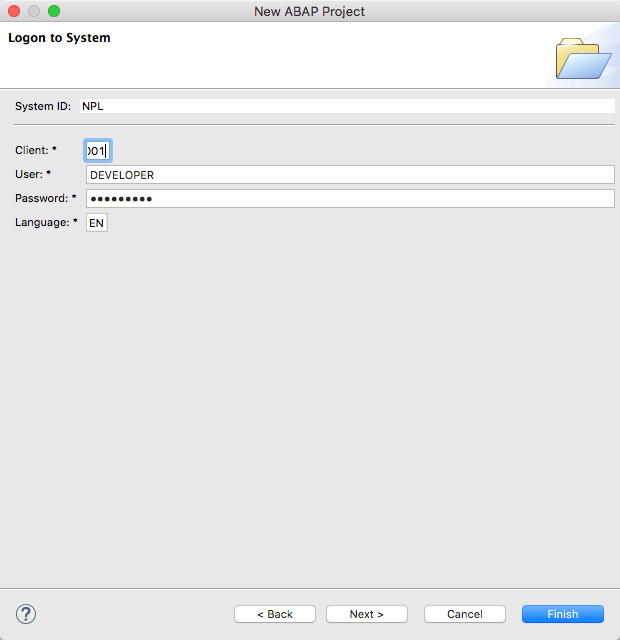 New ABAP Project
Logon to System
System ID: NPL
Client: * 001
User: * DEVELOPER
Password: * ●●●●●●●●●
Language: * EN
? < Back Next > Cancel Finish